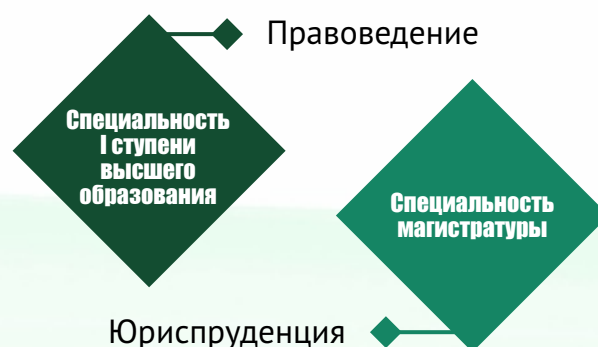 Правоведение
Специальность
I ступени
высшего
образования
Специальность
магистратуры
Юриспруденция